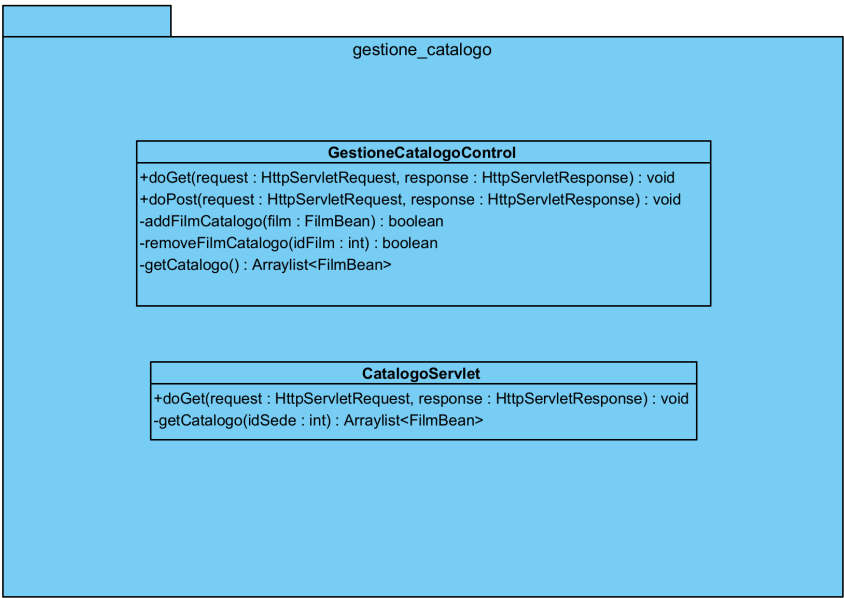 gestione_catalogo
GestioneCatalogoControl
+doGet(request : HttpServletRequest, response : HttpServletResponse) : void
+doPost(request : HttpServletRequest, response : HttpServletResponse) : void
-addFilmCatalogo(film : FilmBean) : boolean
-removeFilmCatalogo(idFilm : int) : boolean
-getCatalogo() : Arraylist<FilmBean>
CatalogoServlet
+doGet(request : HttpServletRequest, response : HttpServletResponse) : void
-getCatalogo(idSede : int) : Arraylist<FilmBean>